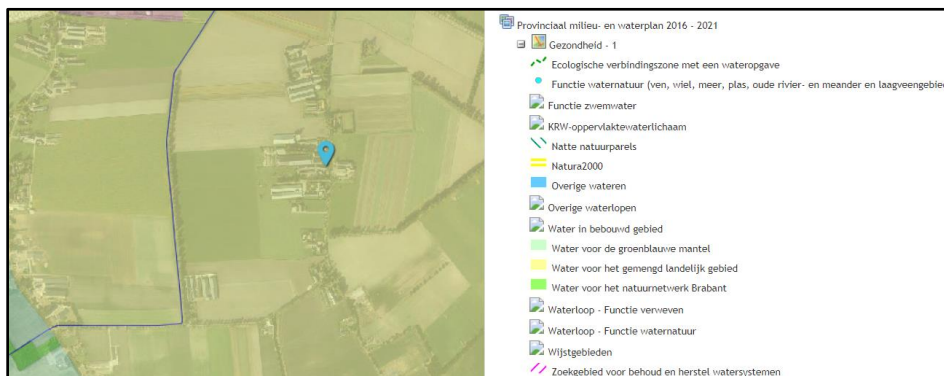 Provinciaal milieu- en waterplan 2016 - 2021
Gezondheid - 1
Ecologische verbindingszone met een wateropgave
Functie waternatuur (ven, wiel, meer, plas, oude rivier- en meander en laagveengebie
Functie zwemwater
KRW-oppervlaktewaterlichaam
Natte natuurparels
Natura2000
Overige wateren
Overige waterlopen
Water in bebouwd gebied
Water voor de groenblauwe mantel
Water voor het gemengd landelijk gebied
Water voor het natuurnetwerk Brabant
Waterloop - Functie verweven
Waterloop - Functie waternatuur
Wijstgebieden
Zoekgebied voor behoud en herstel watersystemen